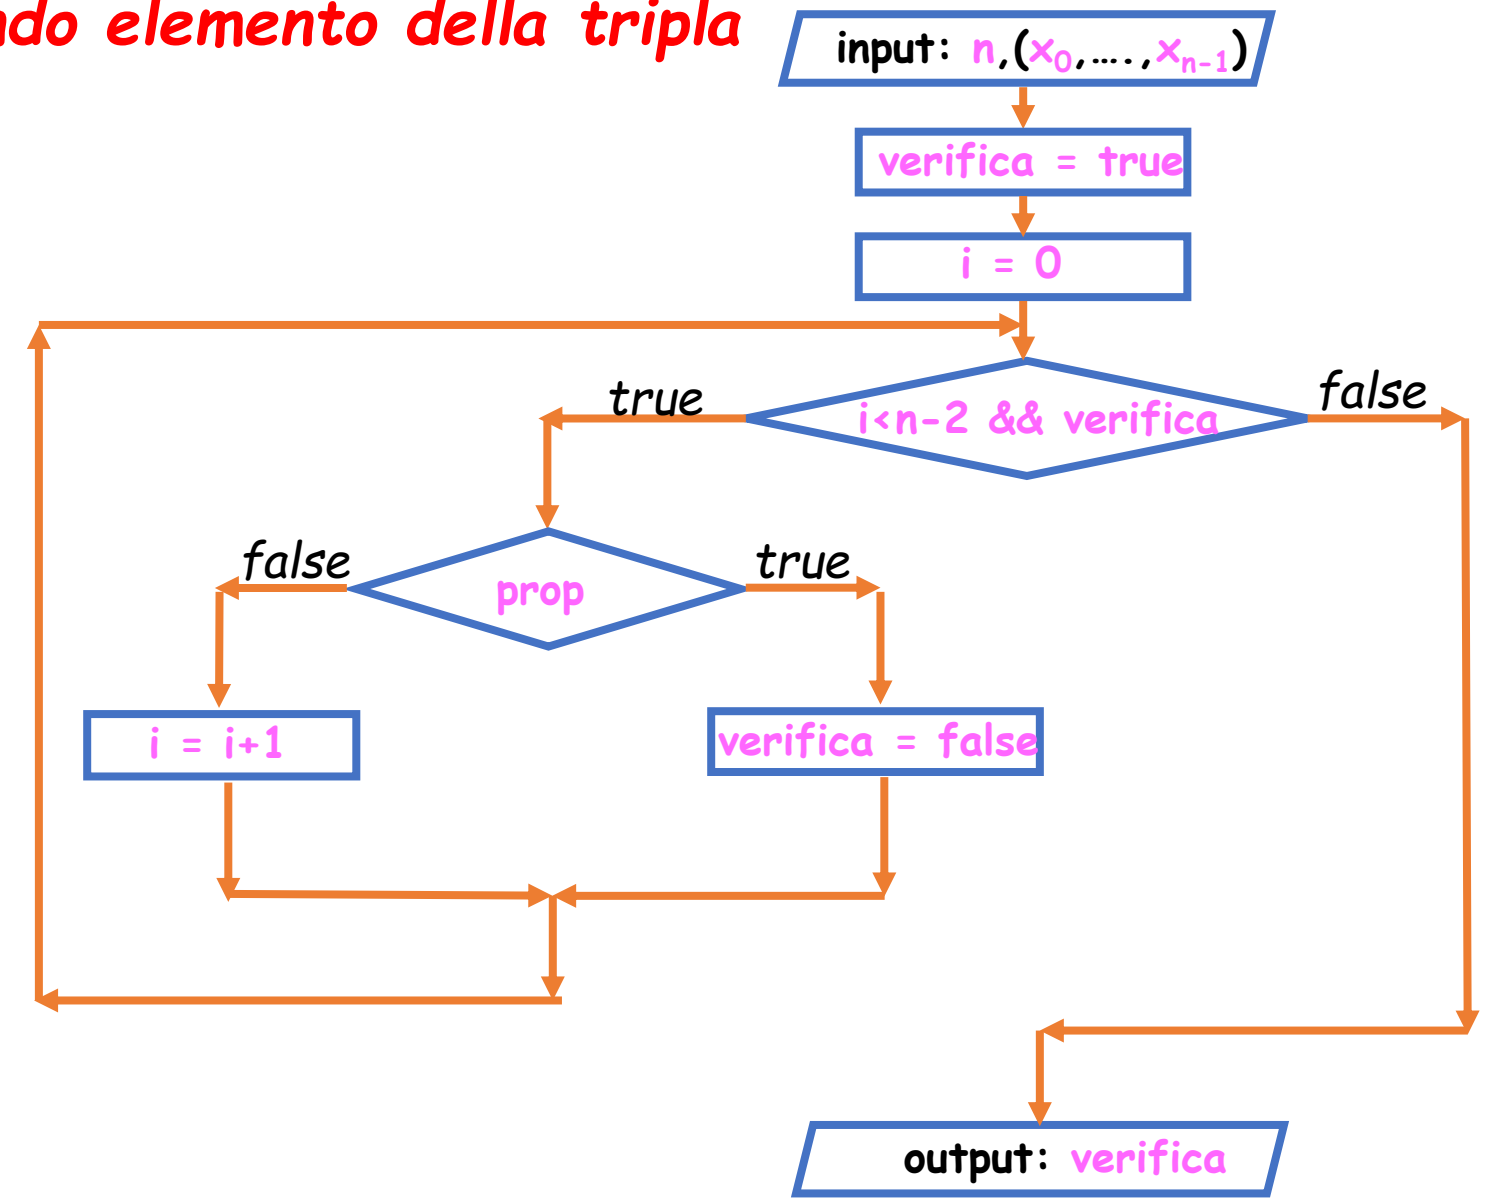 elemento della tripla
input: n,(x₀,....,xₙ₋₁)
verifica = true
i = 0
true
false
i<n-2 && verifica
false
true
prop
i = i+1
verifica = false
output: verifica